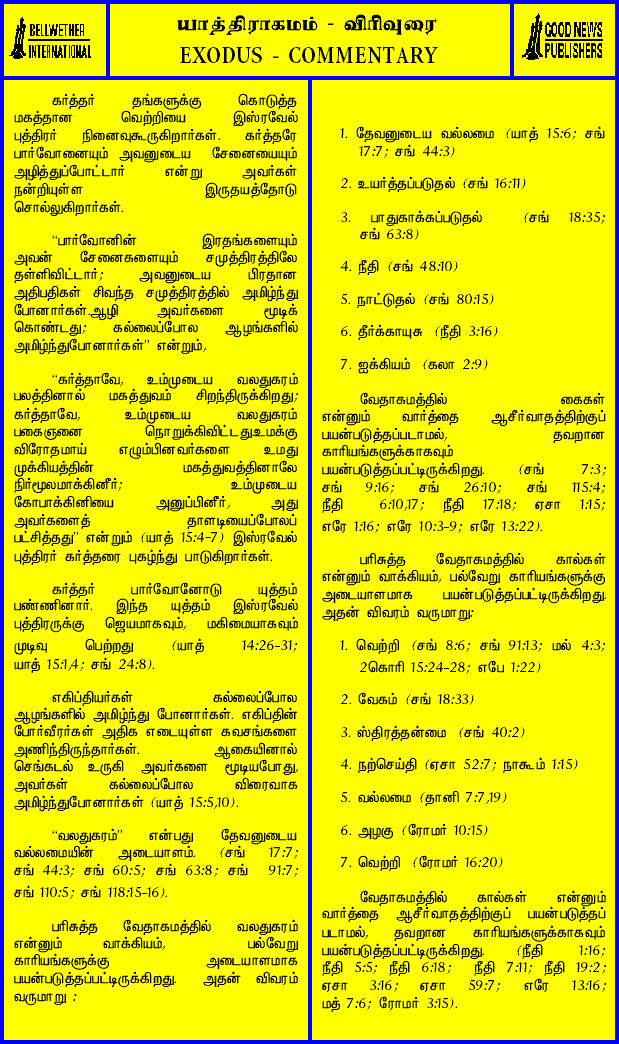 BELLWETHER
INTERNATIONAL
யாத்திராகமம் - விரிவுரை
EXODUS - COMMENTARY
GOOD NEWS
PUBLISHERS
கர்த்தர் தங்களுக்கு கொடுத்த
மகத்தான வெற்றியை இஸ்ரவேல்
புத்திரர் நினைவுகூருகிறார்கள். கர்த்தரே
பார்வோனையும் அவனுடைய சேனையையும்
அழித்துப்போட்டார் என்று அவர்கள்
நன்றியுள்ள இருதயத்தோடு
சொல்லுகிறார்கள்.
“பார்வோனின் இரதங்களையும்
அவன் சேனைகளையும் சமுத்திரத்திலே
தள்ளிவிட்டார்; அவனுடைய பிரதான
அதிபதிகள் சிவந்த சமுத்திரத்தில் அமிழ்ந்து
போனார்கள்.ஆழி அவர்களை மூடிக்
கொண்டது; கல்லைப்போல ஆழங்களில்
அமிழ்ந்துபோனார்கள்” என்றும்,
“கர்த்தாவே, உம்முடைய வலதுகரம்
பலத்தினால் மகத்துவம் சிறந்திருக்கிறது;
கர்த்தாவே, உம்முடைய வலதுகரம்
பகைஞனை நொறுக்கிவிட்டது.உமக்கு
விரோதமாய் எழும்பினவர்களை உமது
முக்கியத்தின் மகத்துவத்தினாலே
நிர்மூலமாக்கினீர்; உம்முடைய
கோபாக்கினியை அனுப்பினீர், அது
அவர்களைத் தாளடியைப்போலப்
பட்சித்தது” என்றும் (யாத் 15:4-7) இஸ்ரவேல்
புத்திரர் கர்த்தரை புகழ்ந்து பாடுகிறார்கள்.
கர்த்தர் பார்வோனோடு யுத்தம்
பண்ணினார். இந்த யுத்தம் இஸ்ரவேல்
புத்திரருக்கு ஜெயமாகவும், மகிமையாகவும்
முடிவு பெற்றது (யாத் 14:26-31;
யாத் 15:1,4; சங் 24:8).
எகிப்தியர்கள் கல்லைப்போல
ஆழங்களில் அமிழ்ந்து போனார்கள். எகிப்தின்
போர்வீரர்கள் அதிக எடையுள்ள கவசங்களை
அணிந்திருந்தார்கள். ஆகையினால்
செங்கடல் உருகி அவர்களை மூடியபோது,
அவர்கள் கல்லைப்போல விரைவாக
அமிழ்ந்துபோனார்கள் (யாத் 15:5,10).
“வலதுகரம்” என்பது தேவனுடைய
வல்லமையின் அடையாளம். (சங் 17:7;
சங் 44:3; சங் 60:5; சங் 63:8; சங் 91:7;
சங் 110:5; சங் 118:15-16).
பரிசுத்த வேதாகமத்தில் வலதுகரம்
என்னும் வாக்கியம், பல்வேறு
காரியங்களுக்கு அடையாளமாக
பயன்படுத்தப்பட்டிருக்கிறது. அதன் விவரம்
வருமாறு :
1. தேவனுடைய வல்லமை (யாத் 15:6; சங்
17:7; சங் 44:3)
2. உயர்த்தப்படுதல் (சங் 16:11)
3. பாதுகாக்கப்படுதல் (சங் 18:35;
சங் 63:8)
4. நீதி (சங் 48:10)
5. நாட்டுதல் (சங் 80:15)
6. தீர்க்காயுசு (நீதி 3:16)
7. ஐக்கியம் (கலா 2:9)
வேதாகமத்தில் கைகள்
என்னும் வார்த்தை ஆசீர்வாதத்திற்குப்
பயன்படுத்தப்படாமல், தவறான
காரியங்களுக்காகவும்
பயன்படுத்தப்பட்டிருக்கிறது. (சங் 7:3;
சங் 9:16; சங் 26:10; சங் 115:4;
நீதி 6:10,17; நீதி 17:18; ஏசா 1:15;
எரே 1:16; எரே 10:3-9; எரே 13:22).
பரிசுத்த வேதாகமத்தில் கால்கள்
என்னும் வாக்கியம், பல்வேறு காரியங்களுக்கு
அடையாளமாக பயன்படுத்தப்பட்டிருக்கிறது.
அதன் விவரம் வருமாறு:
1. வெற்றி (சங் 8:6; சங் 91:13; மல் 4:3;
2கொரி 15:24-28; எபே 1:22)
2. வேகம் (சங் 18:33)
3. ஸ்திரத்தன்மை (சங் 40:2)
4. நற்செய்தி (ஏசா 52:7; நாகூம் 1:15)
5. வல்லமை (தானி 7:7,19)
6. அழகு (ரோமர் 10:15)
7. வெற்றி (ரோமர் 16:20)
வேதாகமத்தில் கால்கள் என்னும்
வார்த்தை ஆசீர்வாதத்திற்குப் பயன்படுத்தப்
படாமல், தவறான காரியங்களுக்காகவும்
பயன்படுத்தப்பட்டிருக்கிறது. (நீதி 1:16;
நீதி 5:5; நீதி 6:18; நீதி 7:11; நீதி 19:2;
ஏசா 3:16; ஏசா 59:7; எரே 13:16;
மத் 7:6; ரோமர் 3:15).